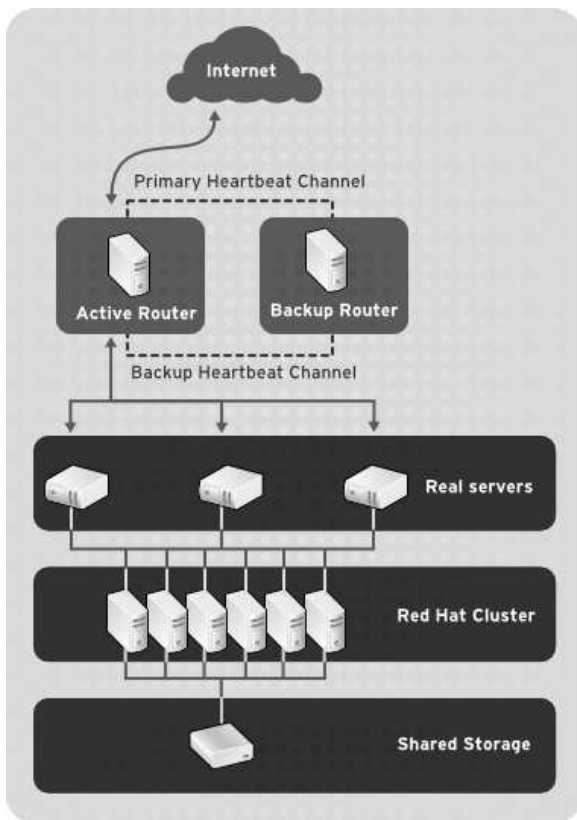 Internet
Primary Heartbeat Channel
Active Router
Backup Router
Backup Heartbeat Channel
Real servers
Red Hat Cluster
Shared Storage